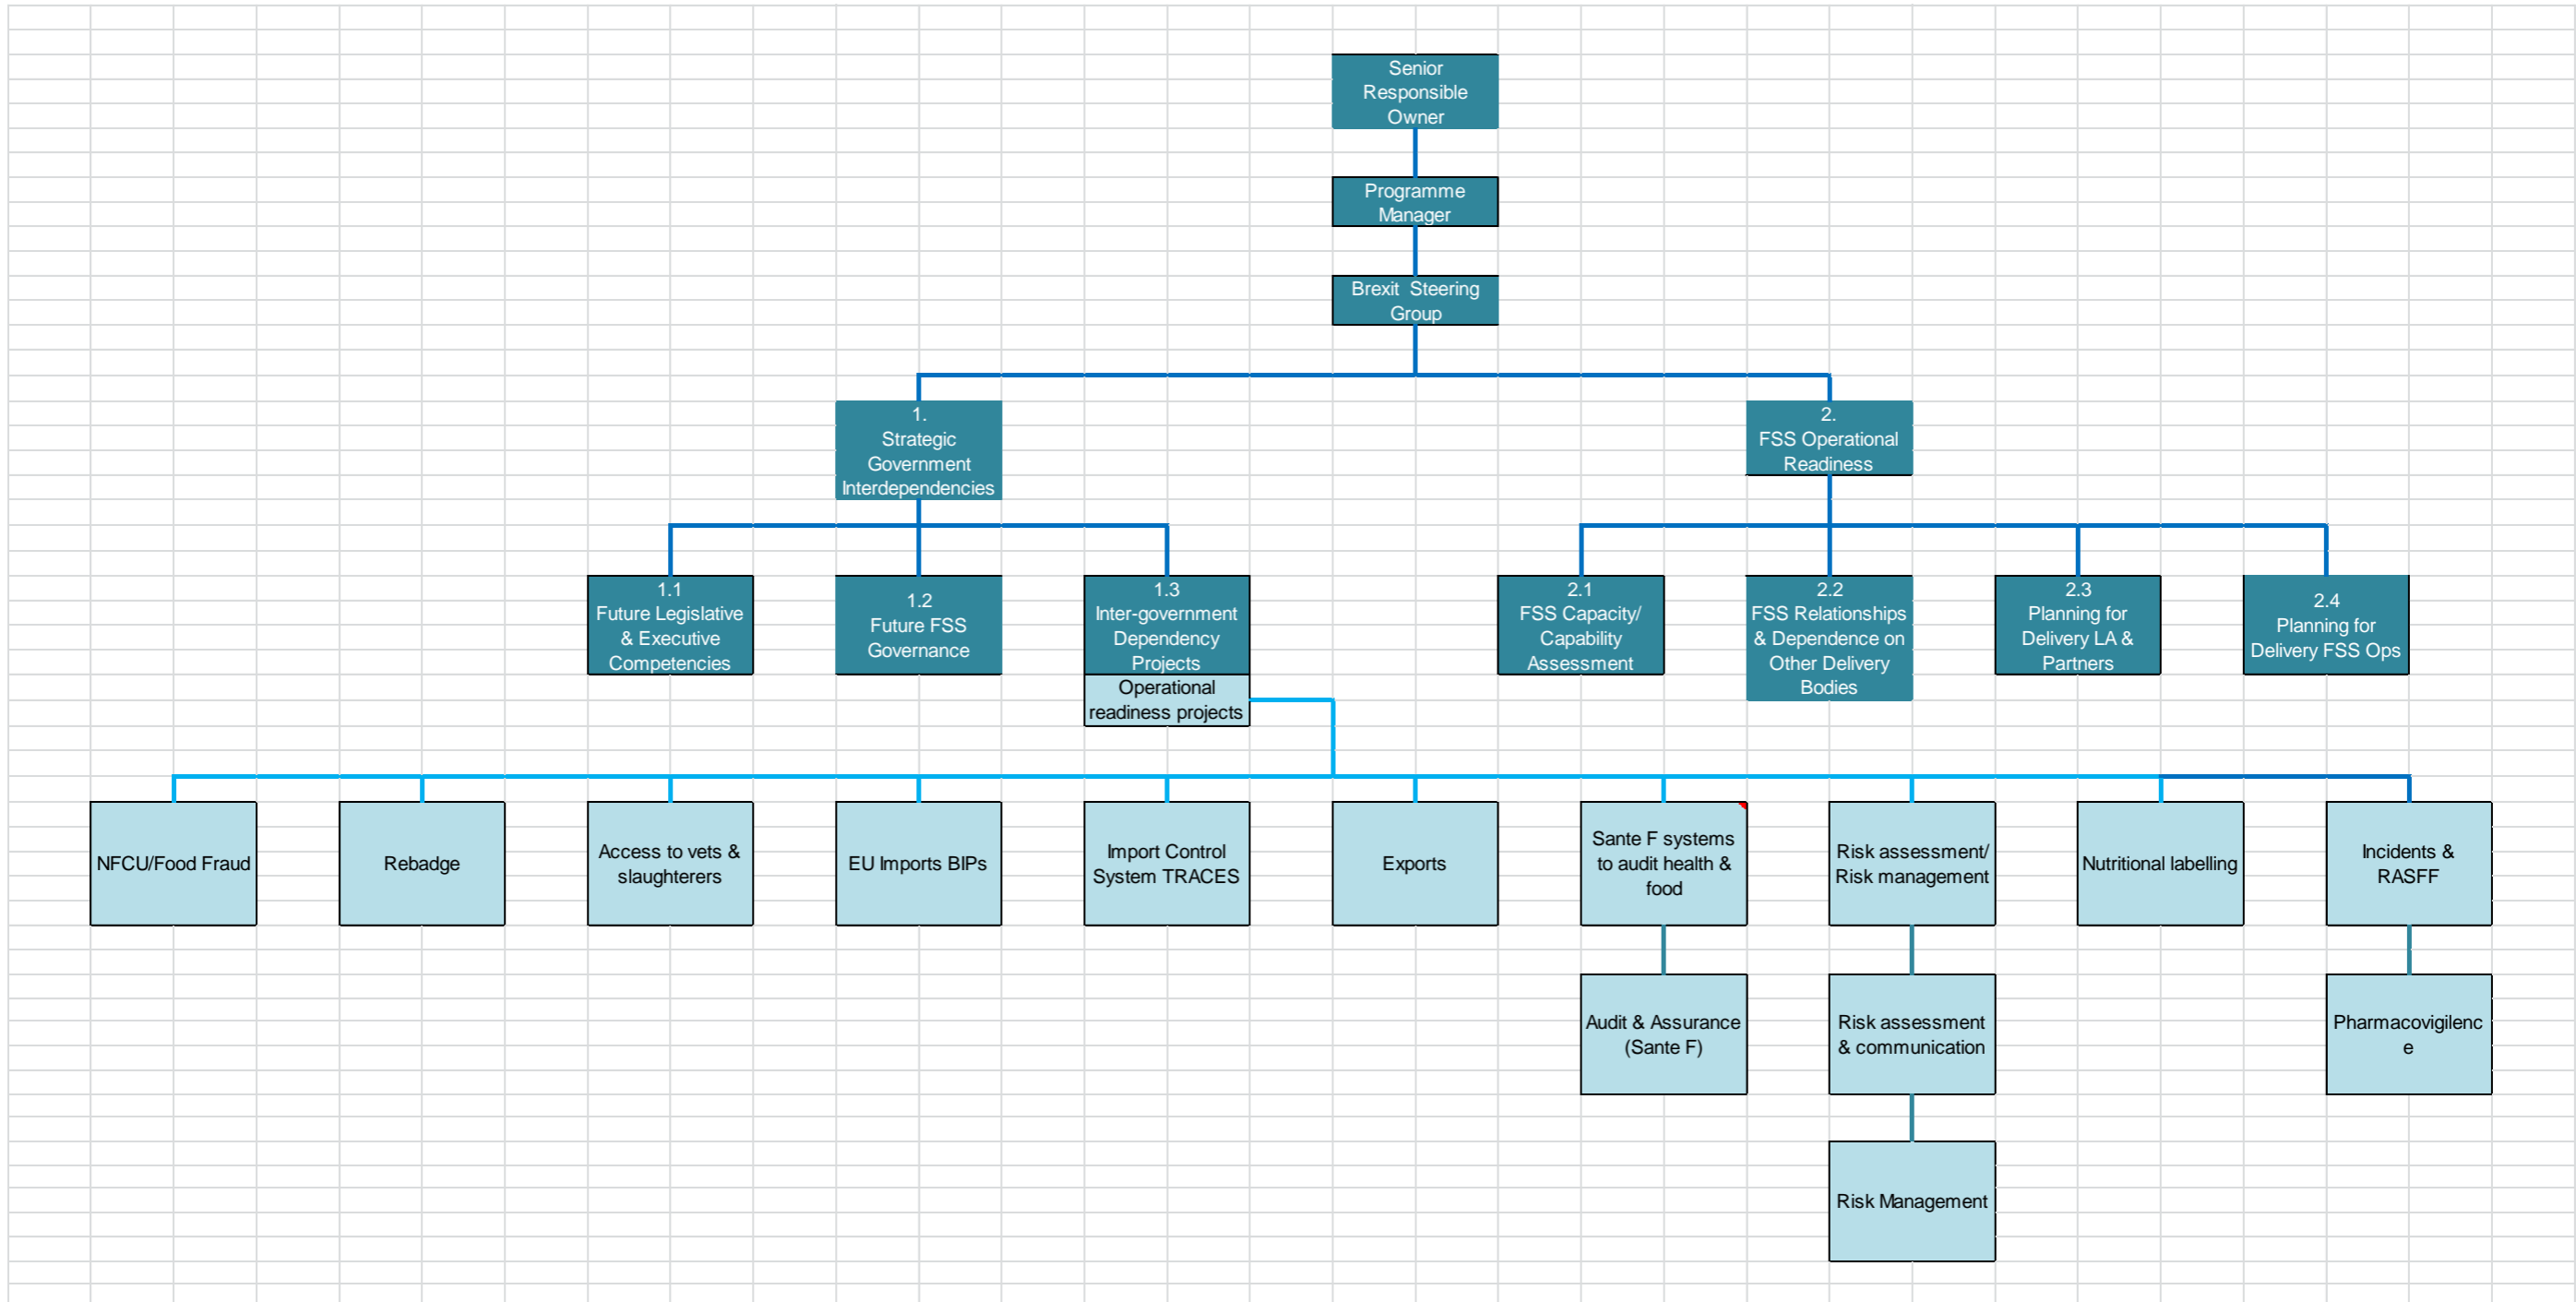 Senior
Responsible
Owner
Programme
Manager
Brexit  Steering
Group
1.
Strategic
Government
Interdependencies
2.
FSS Operational
Readiness
1.1
Future Legislative
& Executive
Competencies
1.2
Future FSS
Governance
1.3
Inter-government
Dependency
Projects
Operational
readiness projects
2.1
FSS Capacity/
Capability
Assessment
2.2
FSS Relationships
& Dependence on
Other Delivery
Bodies
2.3
Planning for
Delivery LA &
Partners
2.4
Planning for
Delivery FSS Ops
NFCU/Food Fraud
Rebadge
Access to vets &
slaughterers
EU Imports BIPs
Import Control
System TRACES
Exports
Sante F systems
to audit health &
food
Risk assessment/
Risk management
Nutritional labelling
Incidents &
RASFF
Audit & Assurance
(Sante F)
Risk assessment
& communication
Pharmacovigilenc
e
Risk Management